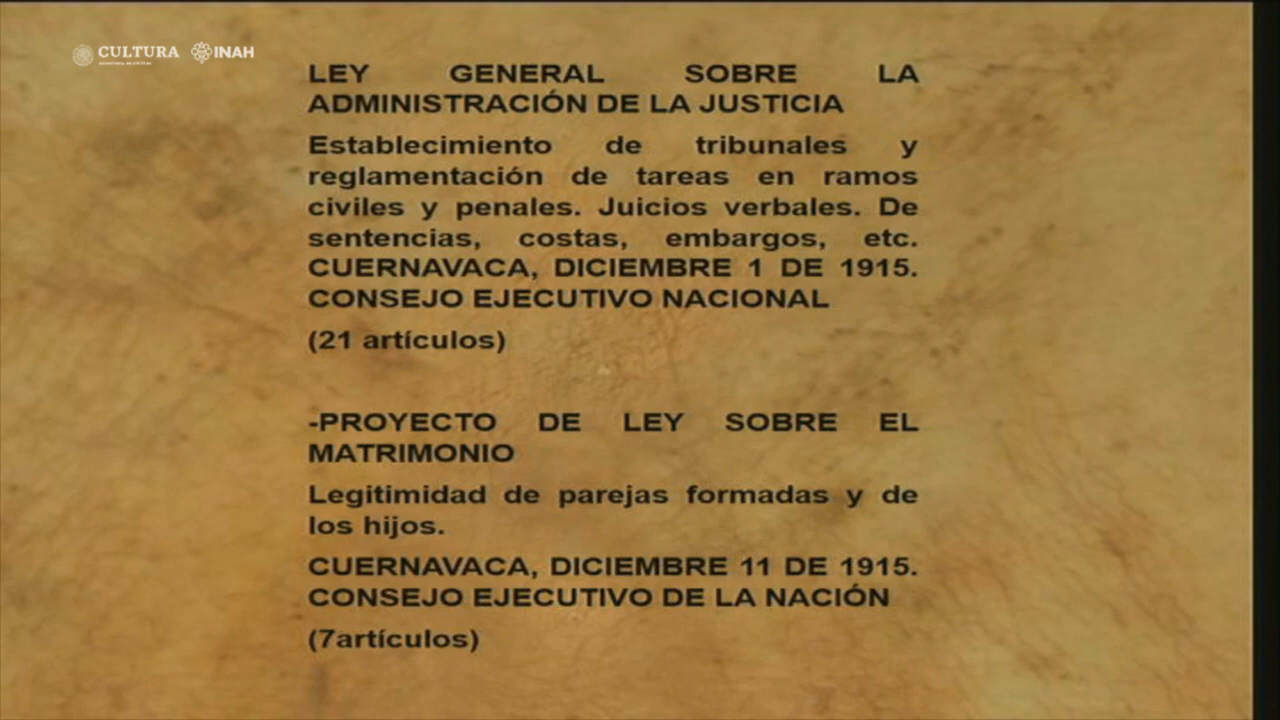 CULTURA INAH
LEY GENERAL SOBRE LA
ADMINISTRACIÓN DE LA JUSTICIA
Establecimiento de tribunales y
reglamentación de tareas en ramos
civiles y penales. Juicios verbales. De
sentencias, costas, embargos, etc.
CUERNAVACA, DICIEMBRE 1 DE 1915.
CONSEJO EJECUTIVO NACIONAL
(21 artículos)
-PROYECTO DE LEY SOBRE EL
MATRIMONIO
Legitimidad de parejas formadas y de
los hijos.
CUERNAVACA, DICIEMBRE 11 DE 1915.
CONSEJO EJECUTIVO DE LA NACIÓN
(7artículos)